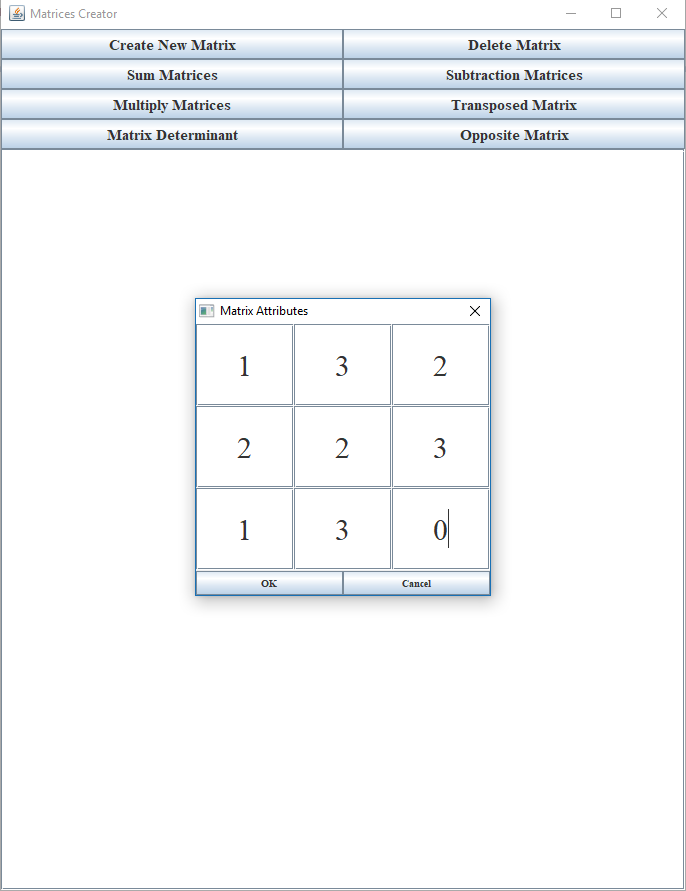 Matrices Creator
Create New Matrix Delete Matrix
Sum Matrices Subtraction Matrices
Multiply Matrices Transposed Matrix
Matrix Determinant Opposite Matrix
Matrix Attributes
1 3 2
2 2 3
1 3 0
OK Cancel